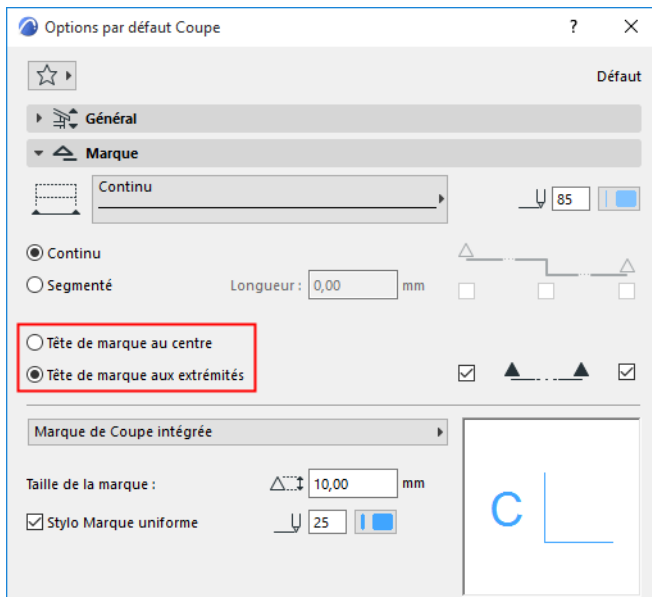 Options par défaut Coupe ?
Défaut
Général
Marque
Continu
85
Continu
Segmenté Longueur : 0,00 mm
Tête de marque au centre
Tête de marque aux extrémités
Marque de Coupe intégrée
Taille de la marque : 10,00 mm
Stylo Marque uniforme 25
C